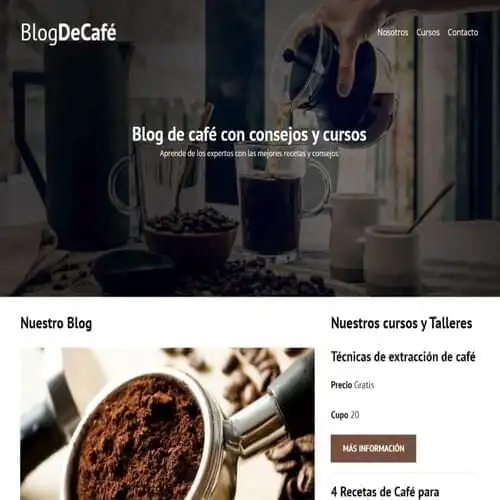 BlogDeCafé
Nosotros Cursos Contacto
Blog de café con consejos y cursos
Aprende de los expertos con las mejores recetas y consejos
Nuestro Blog
Nuestros cursos y Talleres
Técnicas de extracción de café
Precio Gratis
Cupo 20
MÁS INFORMACIÓN
4 Recetas de Café para